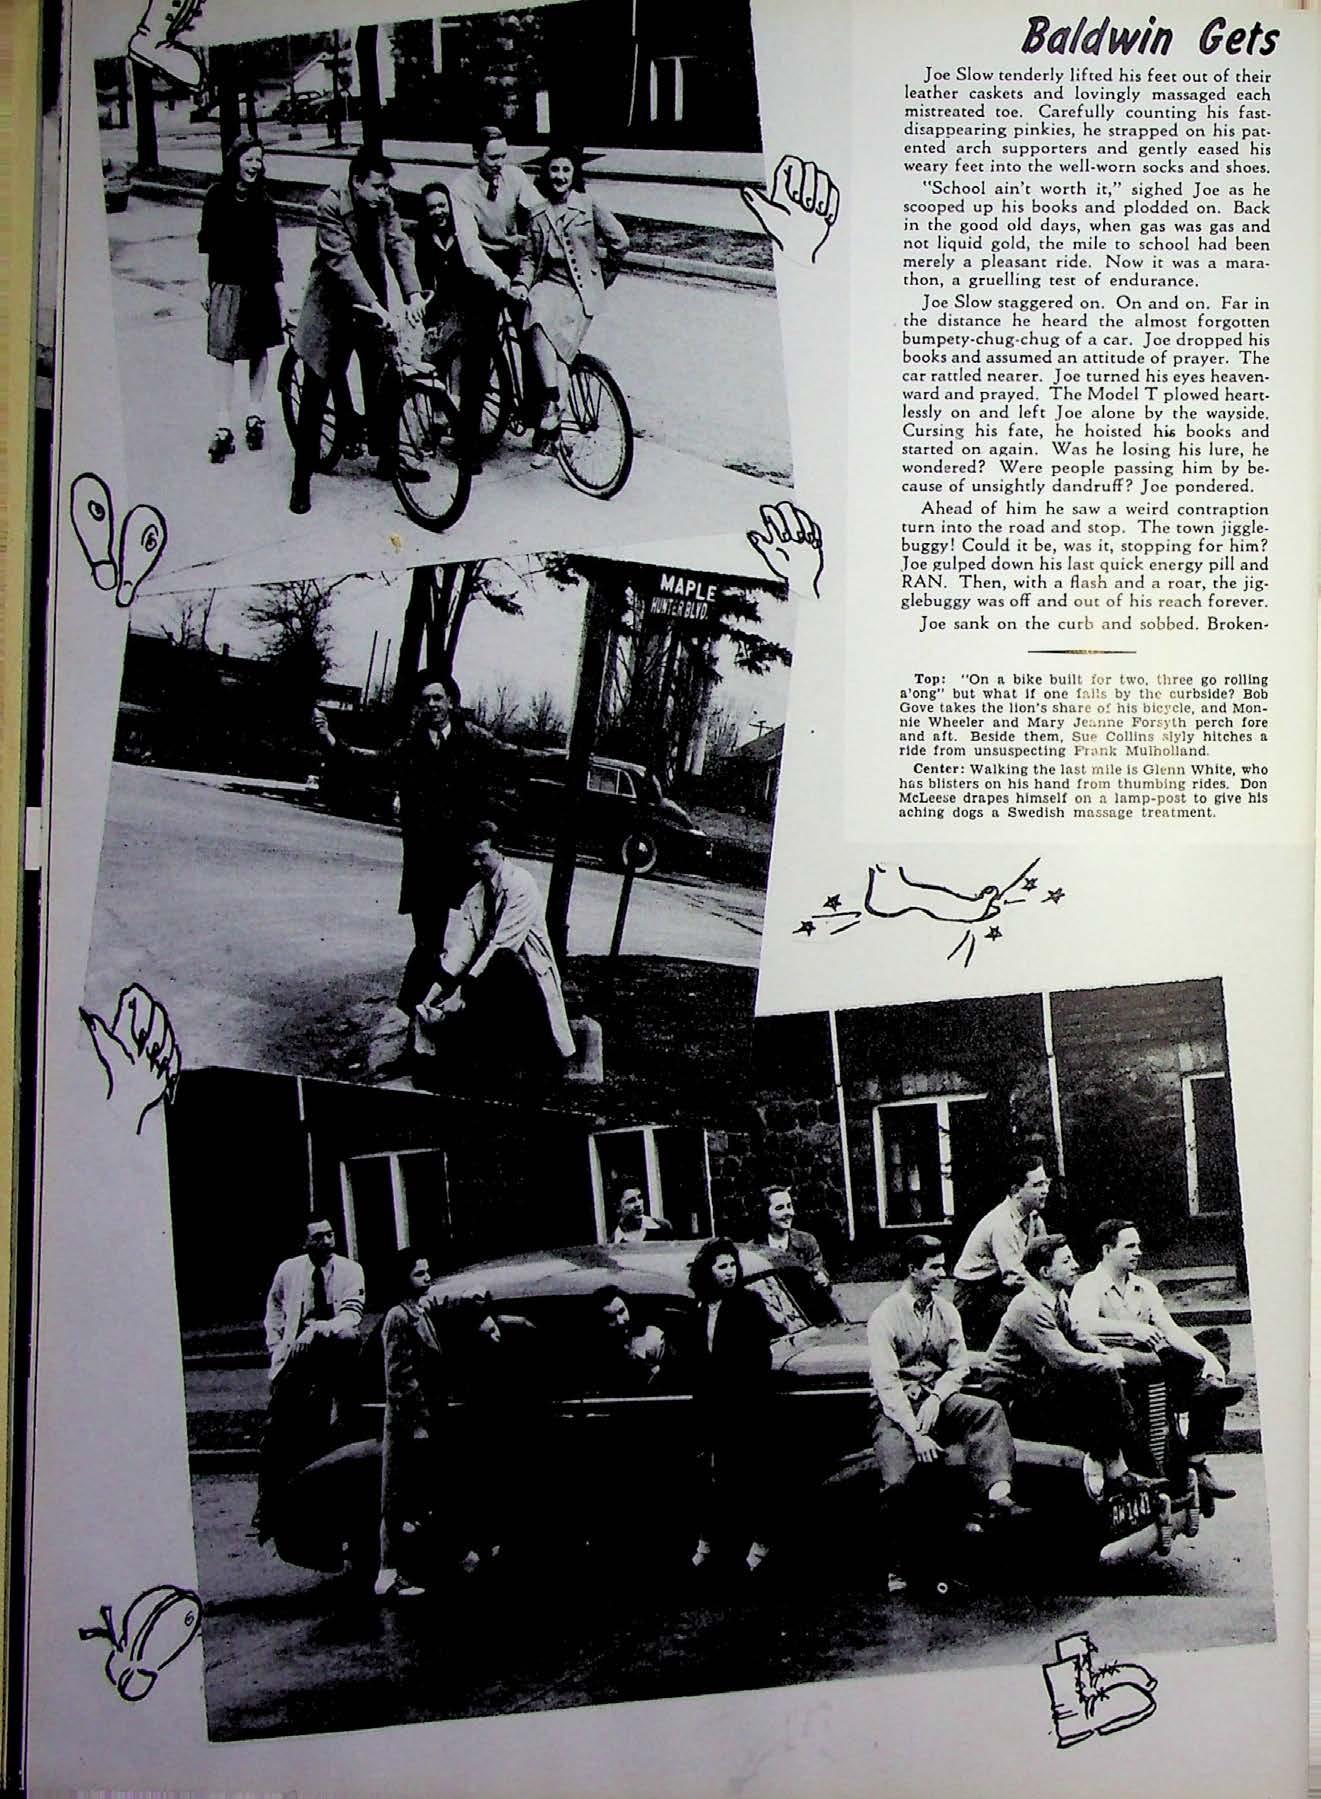 Baldwin Gets
Joe Slow tenderly lifted his feet out of their
leather caskets and lovingly massaged each
mistreated toe. Carefully counting his fast-
disappearing pinkies, he strapped on his pat-
ented arch supporters and gently eased his
weary feet into the well-worn socks and shoes.
"School ain't worth it," sighed Joe as he
scooped up his books and plodded on. Back
in the good old days, when gas was gas and
not liquid gold, the mile to school had been
merely a pleasant ride. Now it was a mara-
thon, a gruelling test of endurance.
Joe Slow staggered on. On and on. Far in
the distance he heard the almost forgotten
bumpety-chug-chug of a car. Joe dropped his
books and assumed an attitude of prayer. The
car rattled nearer. Joe turned his eyes heaven-
ward and prayed. The Model T plowed heart-
lessly on and left Joe alone by the wayside.
Cursing his fate, he hoisted his books and
started on again. Was he losing his lure, he
wondered? Were people passing him by be-
cause of unsightly dandruff? Joe pondered.
Ahead of him he saw a weird contraption
turn into the road and stop. The town jiggle-
buggy! Could it be, was it, stopping for him?
Joe gulped down his last quick energy pill and
RAN. Then, with a flash and a roar, the jig-
glebuggy was off and out of his reach forever.
Joe sank on the curb and sobbed. Broken-
Top: "On a bike built for two, three go rolling
a'ong" but what if one falls by the curbside? Bob
Gove takes the lion's share of his bicycle, and Mon-
nie Wheeler and Mary Jeanne Forsyth perch fore
and aft. Beside them, Sue Collins slyly hitches a
ride from unsuspecting Frank Mulholland.
Center: Walking the last mile is Glenn White, who
has blisters on his hand from thumbing rides. Don
McLeese drapes himself on a lamp-post to give his
aching dogs a Swedish massage treatment.
MAPLE
HUNTER BLVD.